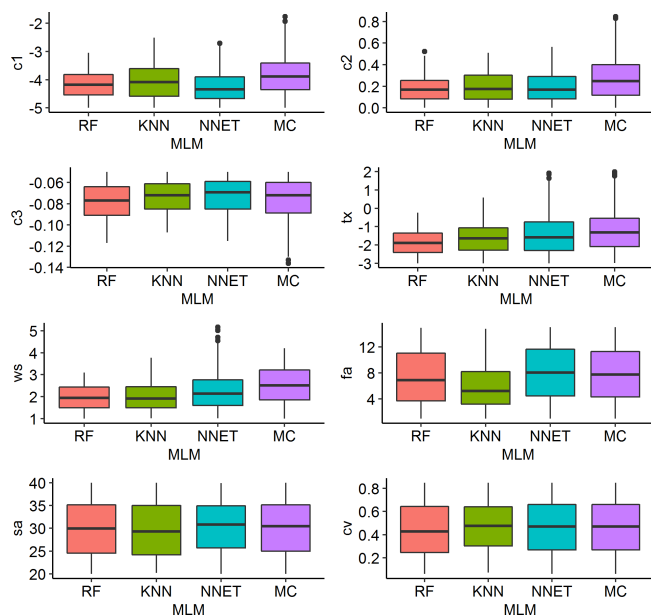 c1
-2
-3
-4
-5
RF KNN NNET MC
MLM
c2
0.8
0.6
0.4
0.2
0.0
RF KNN NNET MC
MLM
c3
-0.06
-0.08
-0.10
-0.12
-0.14
RF KNN NNET MC
MLM
tx
2
1
0
-1
-2
-3
RF KNN NNET MC
MLM
ws
5
4
3
2
1
RF KNN NNET MC
MLM
fa
12
8
4
RF KNN NNET MC
MLM
sa
40
35
30
25
20
RF KNN NNET MC
MLM
cv
0.8
0.6
0.4
0.2
RF KNN NNET MC
MLM